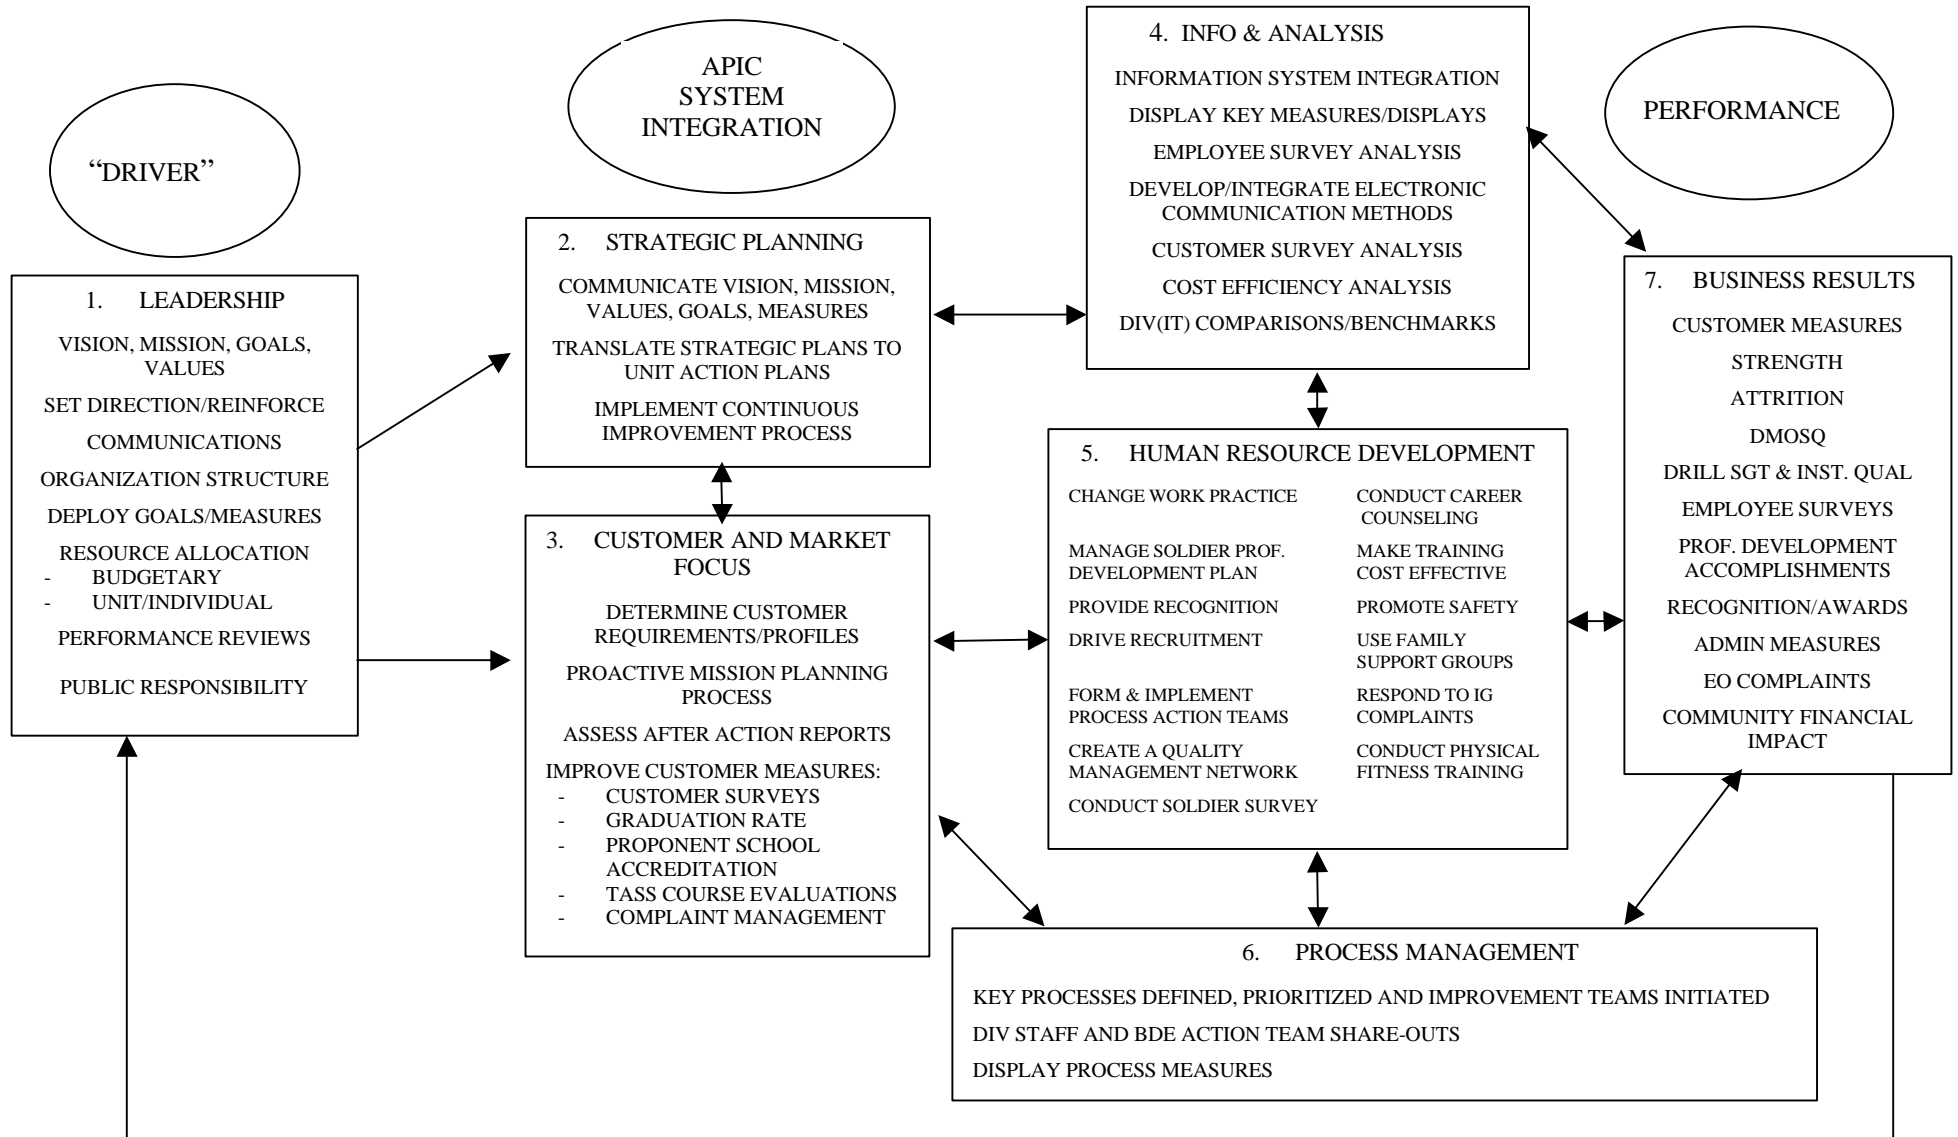 “DRIVER”
APIC
SYSTEM
INTEGRATION
PERFORMANCE
1. LEADERSHIP
VISION, MISSION, GOALS,
VALUES
SET DIRECTION/REINFORCE
COMMUNICATIONS
ORGANIZATION STRUCTURE
DEPLOY GOALS/MEASURES
RESOURCE ALLOCATION
- BUDGETARY
- UNIT/INDIVIDUAL
PERFORMANCE REVIEWS
PUBLIC RESPONSIBILITY
2. STRATEGIC PLANNING
COMMUNICATE VISION, MISSION,
VALUES, GOALS, MEASURES
TRANSLATE STRATEGIC PLANS TO
UNIT ACTION PLANS
IMPLEMENT CONTINUOUS
IMPROVEMENT PROCESS
3. CUSTOMER AND MARKET
FOCUS
DETERMINE CUSTOMER
REQUIREMENTS/PROFILES
PROACTIVE MISSION PLANNING
PROCESS
ASSESS AFTER ACTION REPORTS
IMPROVE CUSTOMER MEASURES:
- CUSTOMER SURVEYS
- GRADUATION RATE
- PROPONENT SCHOOL
ACCREDITATION
- TASS COURSE EVALUATIONS
- COMPLAINT MANAGEMENT
4. INFO & ANALYSIS
INFORMATION SYSTEM INTEGRATION
DISPLAY KEY MEASURES/DISPLAYS
EMPLOYEE SURVEY ANALYSIS
DEVELOP/INTEGRATE ELECTRONIC
COMMUNICATION METHODS
CUSTOMER SURVEY ANALYSIS
COST EFFICIENCY ANALYSIS
DIV(IT) COMPARISONS/BENCHMARKS
5. HUMAN RESOURCE DEVELOPMENT
CHANGE WORK PRACTICE
MANAGE SOLDIER PROF.
DEVELOPMENT PLAN
PROVIDE RECOGNITION
DRIVE RECRUITMENT
FORM & IMPLEMENT
PROCESS ACTION TEAMS
CREATE A QUALITY
MANAGEMENT NETWORK
CONDUCT SOLDIER SURVEY
CONDUCT CAREER
COUNSELING
MAKE TRAINING
COST EFFECTIVE
PROMOTE SAFETY
USE FAMILY
SUPPORT GROUPS
RESPOND TO IG
COMPLAINTS
CONDUCT PHYSICAL
FITNESS TRAINING
6. PROCESS MANAGEMENT
KEY PROCESSES DEFINED, PRIORITIZED AND IMPROVEMENT TEAMS INITIATED
DIV STAFF AND BDE ACTION TEAM SHARE-OUTS
DISPLAY PROCESS MEASURES
7. BUSINESS RESULTS
CUSTOMER MEASURES
STRENGTH
ATTRITION
DMOSQ
DRILL SGT & INST. QUAL
EMPLOYEE SURVEYS
PROF. DEVELOPMENT
ACCOMPLISHMENTS
RECOGNITION/AWARDS
ADMIN MEASURES
EO COMPLAINTS
COMMUNITY FINANCIAL
IMPACT